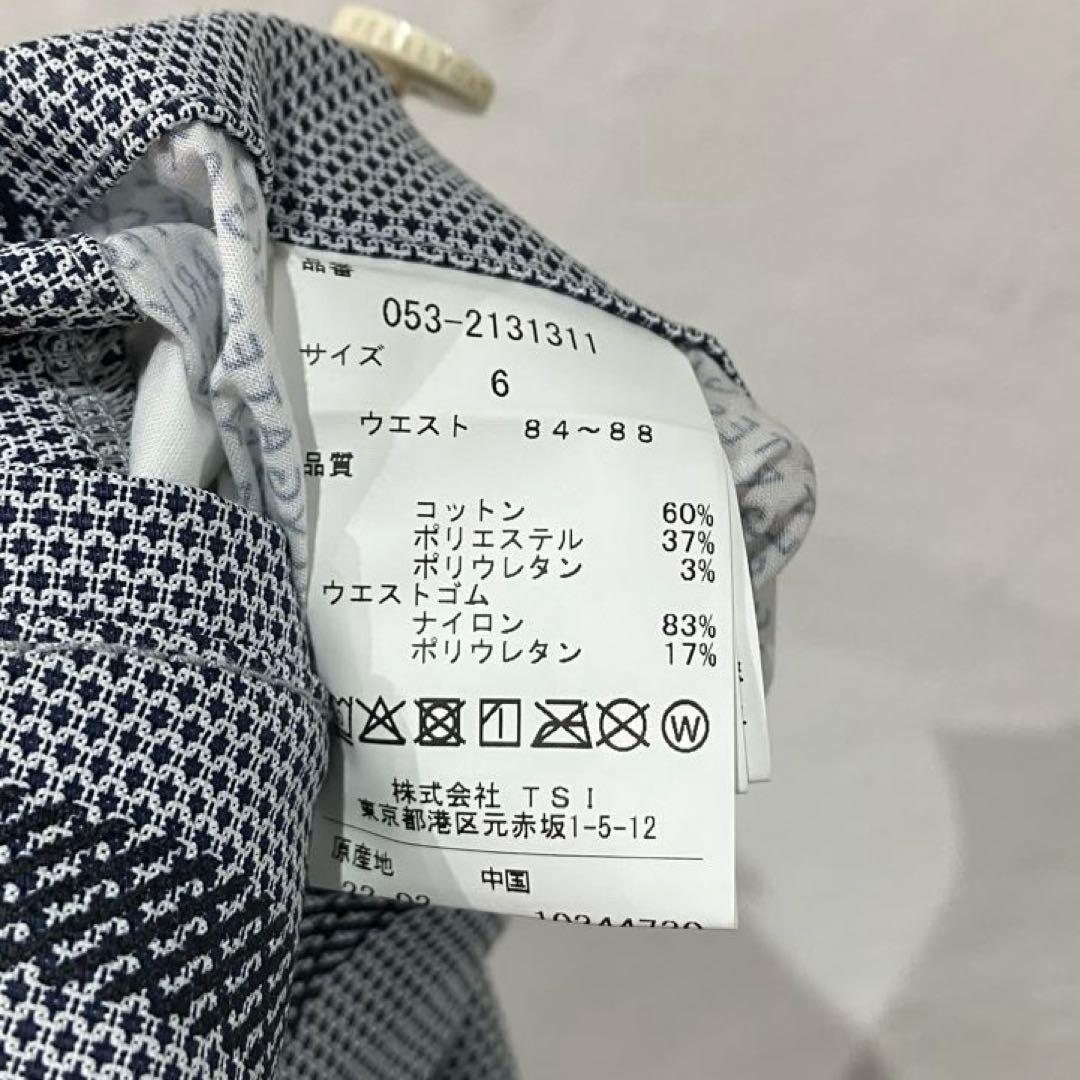 品番
053-2131311
サイズ
6
ウエスト 84～88
品質
コットン 60%
ポリエステル 37%
ポリウレタン 3%
ウエストゴム
ナイロン 83%
ポリウレタン 17%
W
株式会社 TSI
東京都港区元赤坂1-5-12
原産地
中国